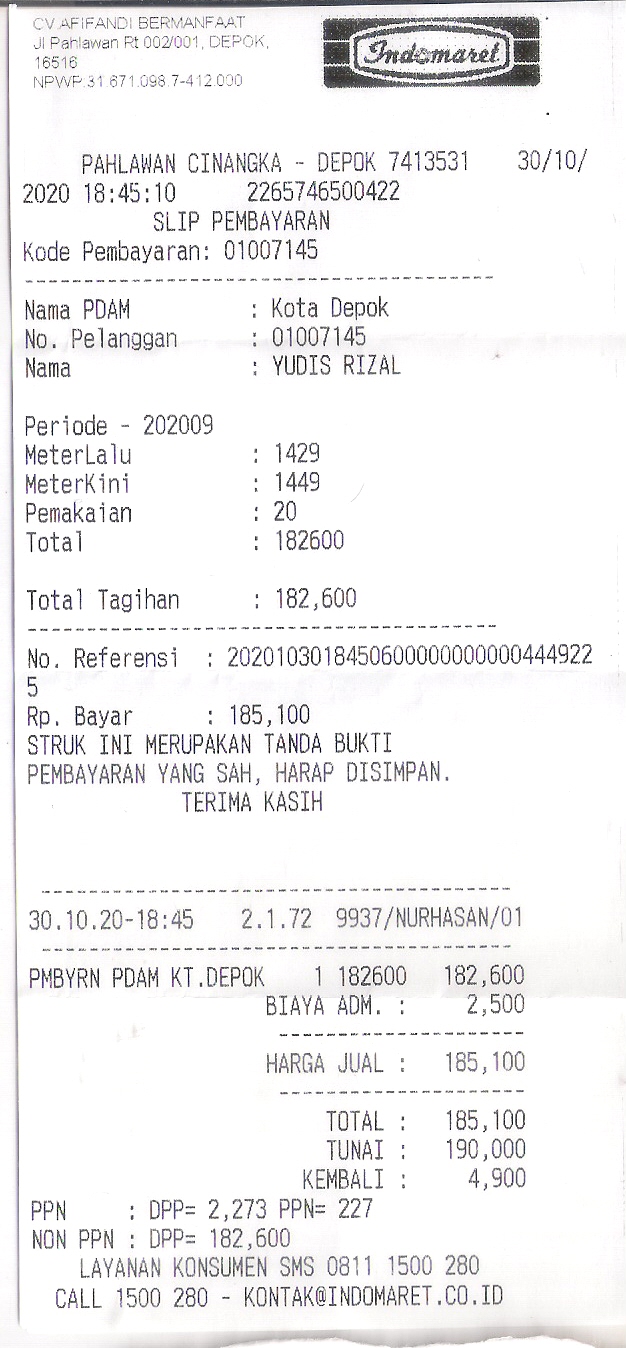 CV.AFIFANDI BERMANFAAT
Jl Pahlawan Rt 002/001, DEPOK,
16516
NPWP:31.671.098.7-412.000
Indomaret
PAHLAWAN CINANGKA - DEPOK 7413531 30/10/
2020 18:45:10 2265746500422
SLIP PEMBAYARAN
Kode Pembayaran: 01007145
----------------------------------------
Nama PDAM : Kota Depok
No. Pelanggan : 01007145
Nama : YUDIS RIZAL
Periode - 202009
MeterLalu : 1429
MeterKini : 1449
Pemakaian : 20
Total : 182600
Total Tagihan : 182,600
----------------------------------------
No. Referensi : 2020103018450600000000000444922
5
Rp. Bayar : 185,100
STRUK INI MERUPAKAN TANDA BUKTI
PEMBAYARAN YANG SAH, HARAP DISIMPAN.
TERIMA KASIH
----------------------------------------
30.10.20-18:45 2.1.72 9937/NURHASAN/01
----------------------------------------
PMBYRN PDAM KT.DEPOK 1 182600 182,600
BIAYA ADM. : 2,500
---------------------
HARGA JUAL : 185,100
---------------------
TOTAL : 185,100
TUNAI : 190,000
KEMBALI : 4,900
PPN : DPP= 2,273 PPN= 227
NON PPN : DPP= 182,600
LAYANAN KONSUMEN SMS 0811 1500 280
CALL 1500 280 - KONTAK@INDOMARET.CO.ID